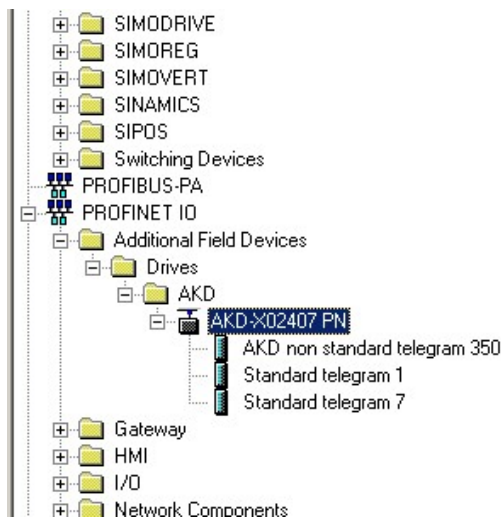 SIMODRIVE
SIMOREG
SIMOVERT
SINAMICS
SIPOS
Switching Devices
PROFIBUS-PA
PROFINET IO
Additional Field Devices
Drives
AKD
AKD-X02407 PN
AKD non standard telegram 350
Standard telegram 1
Standard telegram 7
Gateway
HMI
I/O
Network Components